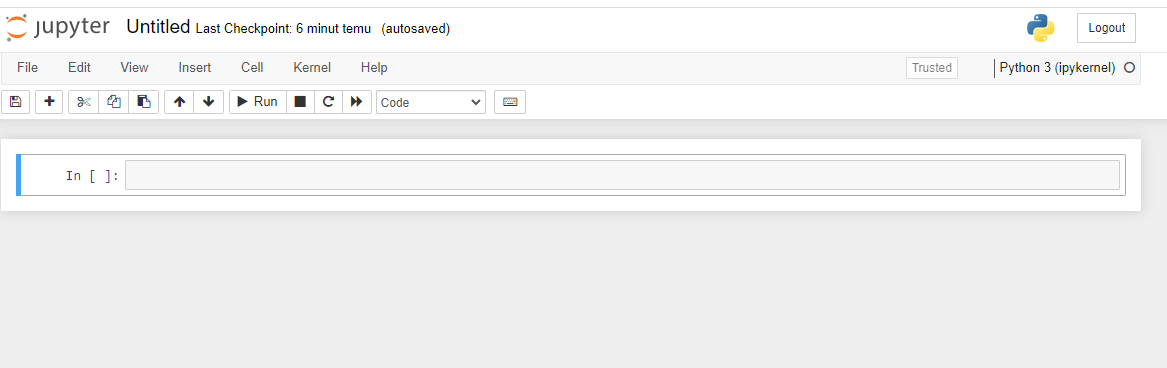 jupyter Untitled Last Checkpoint: 6 minut temu (autosaved) Logout
File Edit View Insert Cell Kernel Help Trusted Python 3 (ipykernel)
Run Code
In [ ]: